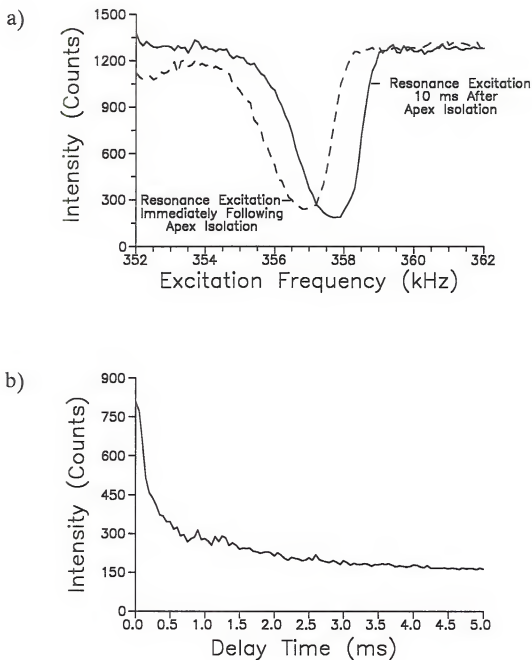 a)
1500
1200
900
600
300
0
Intensity (Counts)
Resonance Excitation
10 ms After
Apex Isolation
Resonance Excitation
Immediately Following
Apex Isolation
352
354
356
358
360
362
Excitation Frequency (kHz)
b)
900
750
600
450
300
150
0
Intensity (Counts)
0.0
0.5
1.0
1.5
2.0
2.5
3.0
3.5
4.0
4.5
5.0
Delay Time (ms)